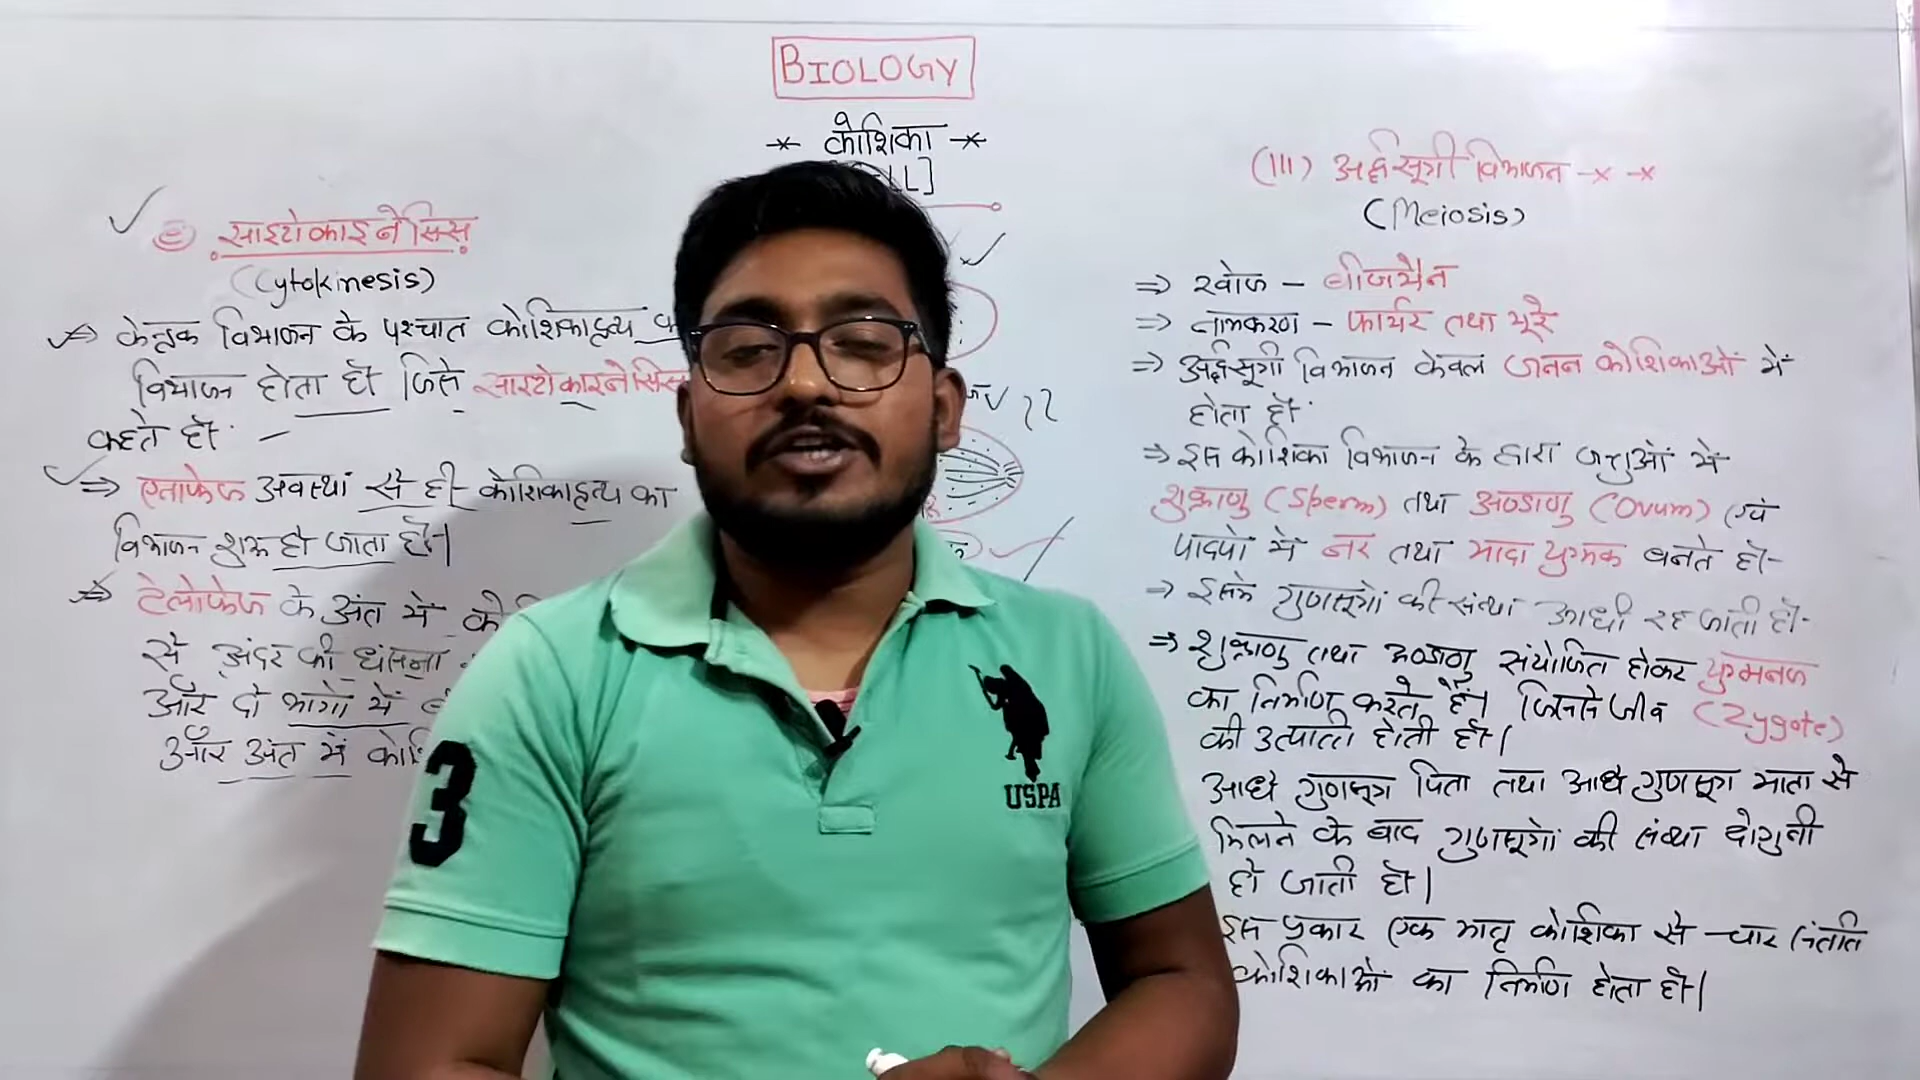 BIOLOGY
कोशिका
LL]
साइटोकाइनेसिस
(Cytokinesis)
⇒ केन्द्रक विभाजन के पश्चात कोशिकाद्रव्य
विभाजन होता है जिसे साइटोकाइनेसिस
कहते है
⇒ एनाफेज अवस्था से ही कोशिकाद्रव्य का
विभाजन शुरू हो जाता है।
⇒ टेलोफेज के अंत में
से अंदर की धंसना
और दो भागो में
और अंत में
(III) अर्द्धसूत्री विभाजन
(Meiosis)
⇒ खोज - बीजमैन
⇒ नामकरण - फार्मर तथा मूरे
⇒ अर्द्धसूत्री विभाजन केवल जनन कोशिकाओं में
होता है
⇒ इस कोशिका विभाजन के द्वारा जन्तुओं में
शुक्राणु (Sperm) तथा अण्डाणु (Ovum) एवं
पादपो में नर तथा मादा युग्मक बनते है
⇒ इसमे गुणसूत्रों की संख्या आधी रह जाती है
⇒ शुक्राणु तथा अण्डाणु संयोजित होकर युग्मनज
का निर्माण करते हैं। जिनसे जीव (Zygote)
की उत्पत्ति होती है।
आधे गुणसूत्र पिता तथा आधे गुणसूत्र माता से
मिलने के बाद गुणसूत्रों की संख्या दोगुनी
हो जाती है।
इस प्रकार एक मातृ कोशिका से चार संतति
कोशिकाओं का निर्माण होता है।
3
USPA